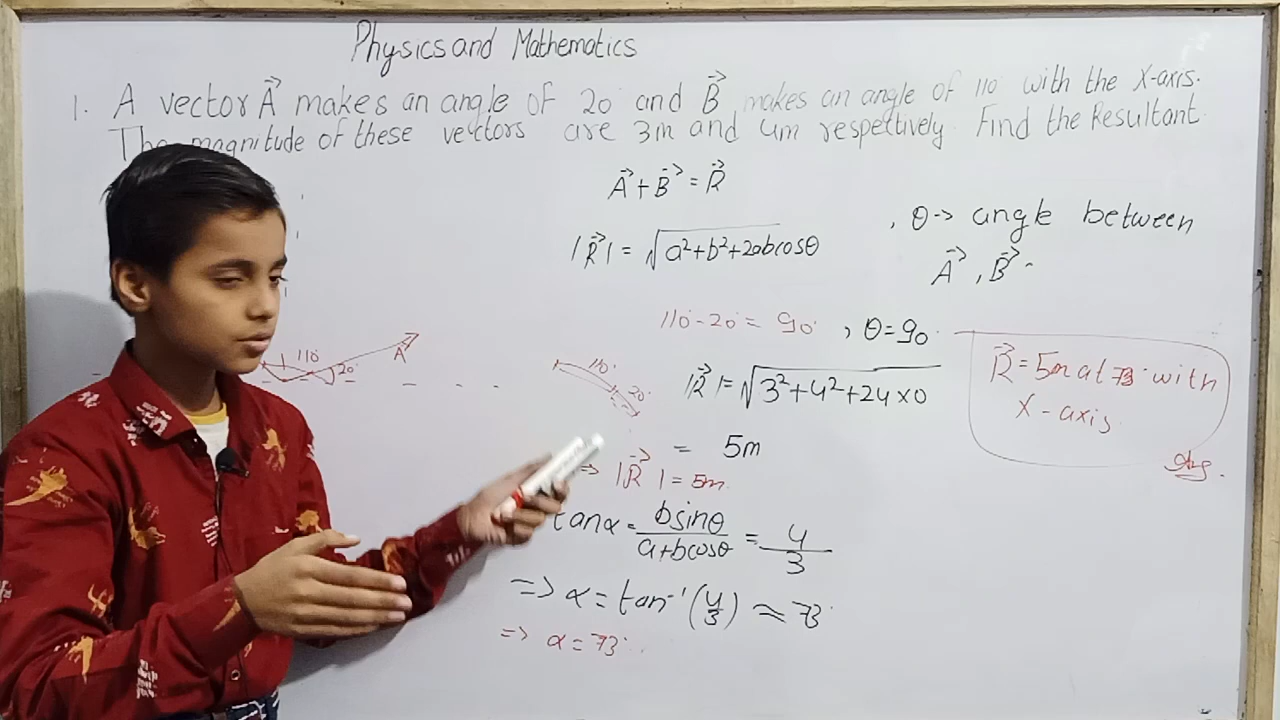 Physics and Mathematics
1. A vector A⃗ makes an angle of 20° and B⃗ makes an angle of 110° with the X-axis.
The magnitude of these vectors are 3m and 4m respectively. Find the Resultant.
A⃗ + B⃗ = R⃗
, θ → angle between
A⃗ , B⃗
|R⃗| = √a²+b²+2abcosθ
110° - 20° = 90° , θ = 90°
110° 20° A⃗
110° 20°
|R⃗| = √3²+4²+24×0
R⃗ = 5m at 73° with
X-axis.
Ans.
= 5m
⇒ |R⃗| = 5m.
tanα = bsinθ/a+bcosθ = 4/3
⇒ α = tan⁻¹(4/3) ≈ 73°
⇒ α = 73°